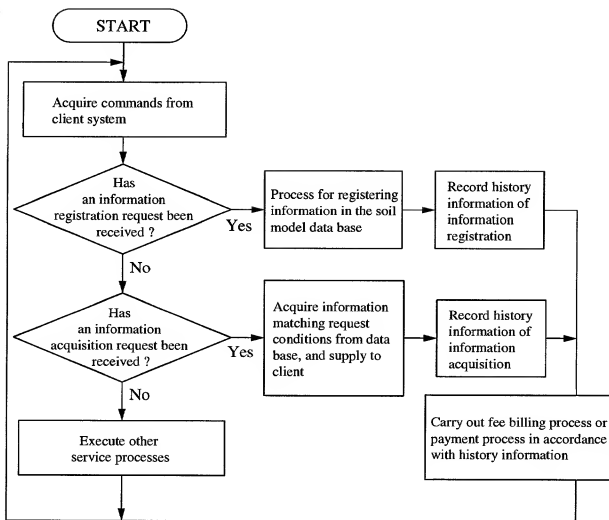 START
Acquire commands from
client system
Has
an information
registration request been
received ?
Yes
Process for registering
information in the soil
model data base
Record history
information of
information
registration
No
Has
an information
acquisition request been
received ?
Yes
Acquire information
matching request
conditions from data
base, and supply to
client
Record history
information of
information
acquisition
No
Execute other
service processes
Carry out fee billing process or
payment process in accordance
with history information